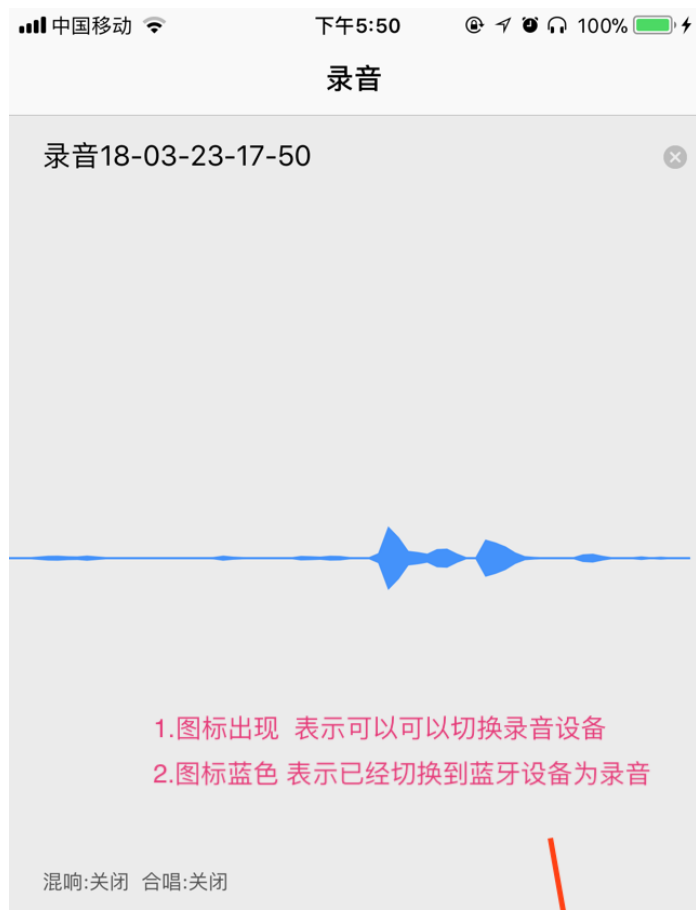 中国移动 下午5:50 100%
录音
录音18-03-23-17-50
1.图标出现 表示可以可以切换录音设备
2.图标蓝色 表示已经切换到蓝牙设备为录音
混响:关闭 合唱:关闭